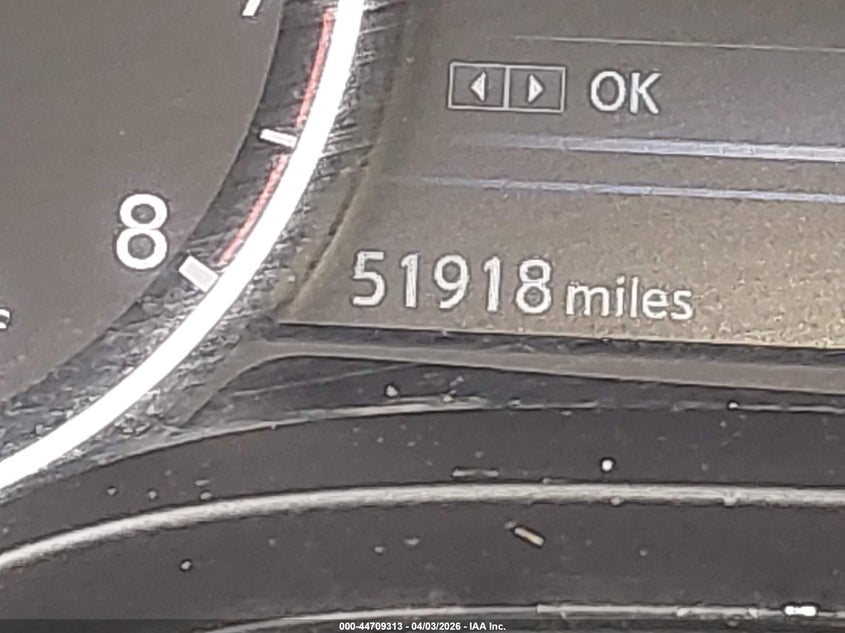 OK
8
51918 miles
000-44709313 - 04/03/2026 - IAA Inc.